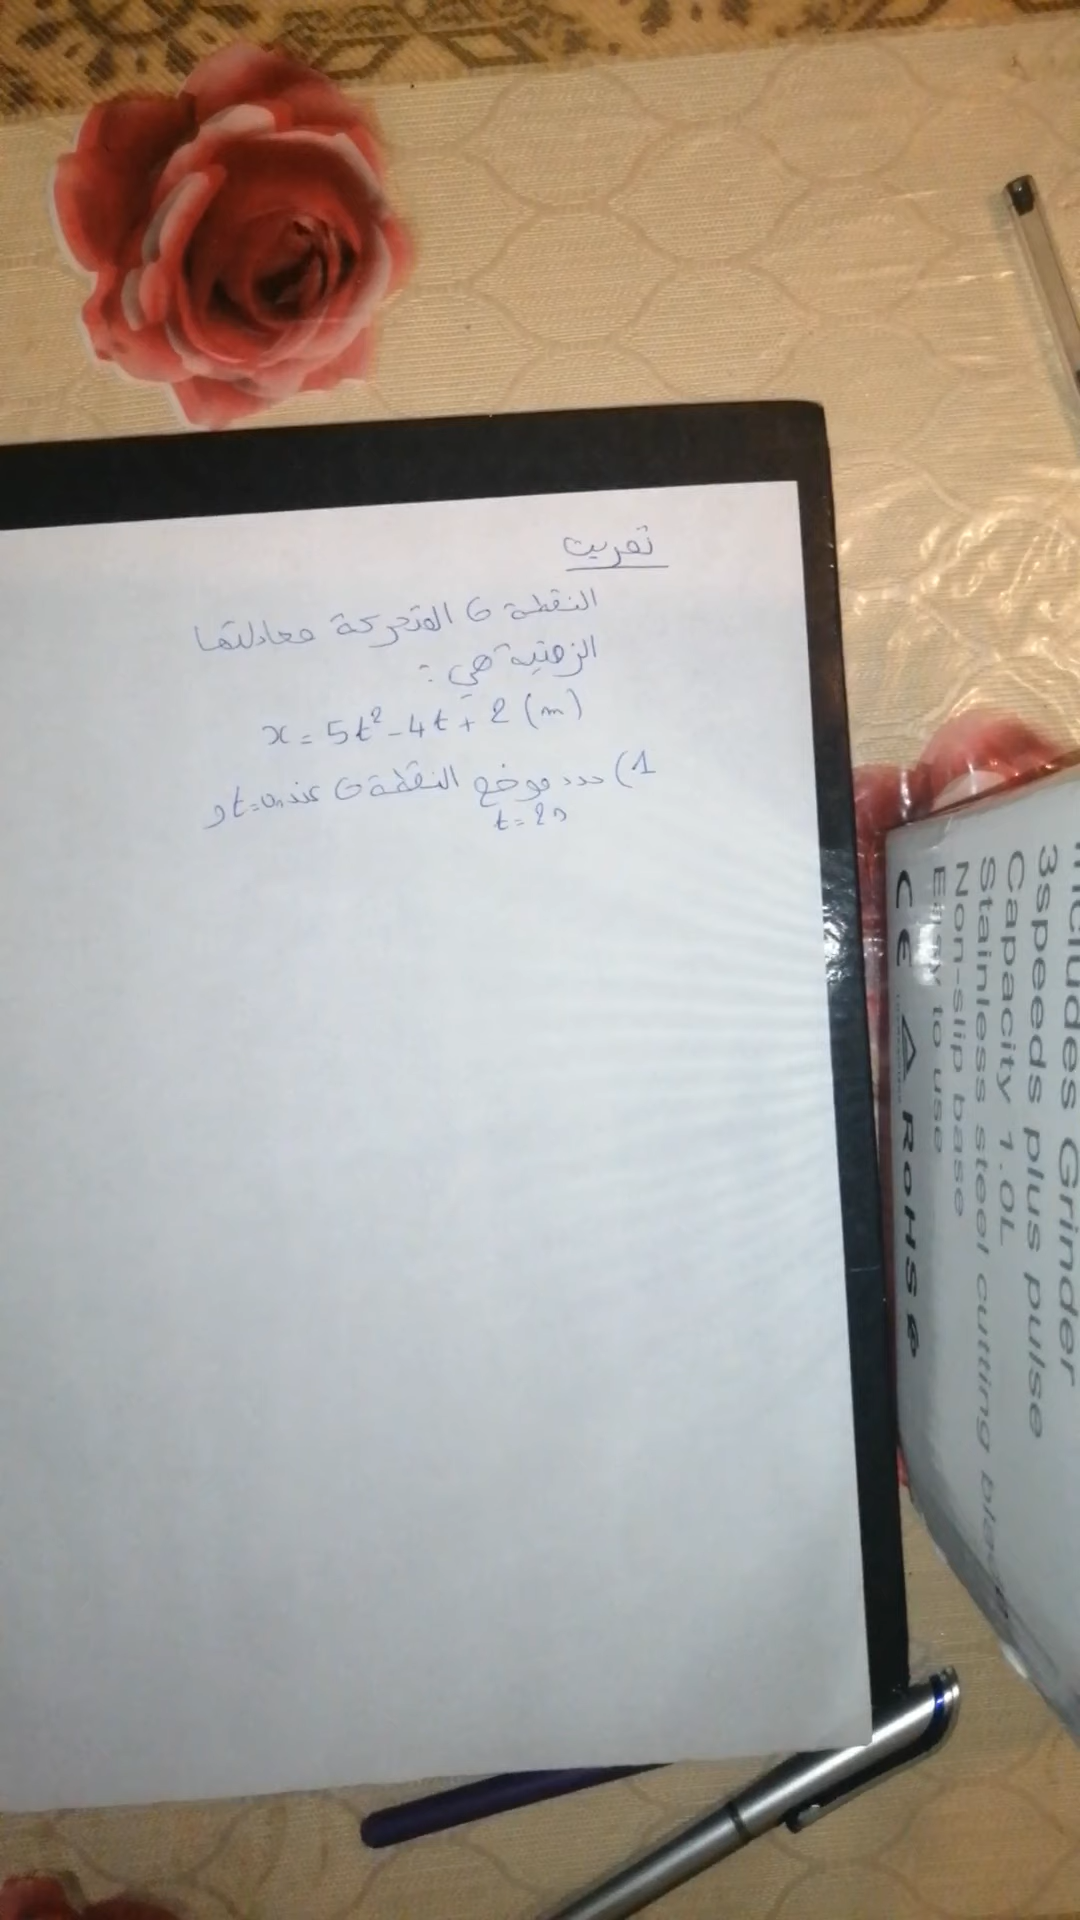 تمرين
النقطة G المتحركة معادلتها
الزمنية هي :
x = 5t² - 4t + 2 (m)
1) حدد موضع النقطة G عند t=0s و
t = 2s
Includes Grinder
3speeds plus pulse
Capacity 1.0L
Stainless steel cutting
Non-slip base
Easy to use
CE RoHS